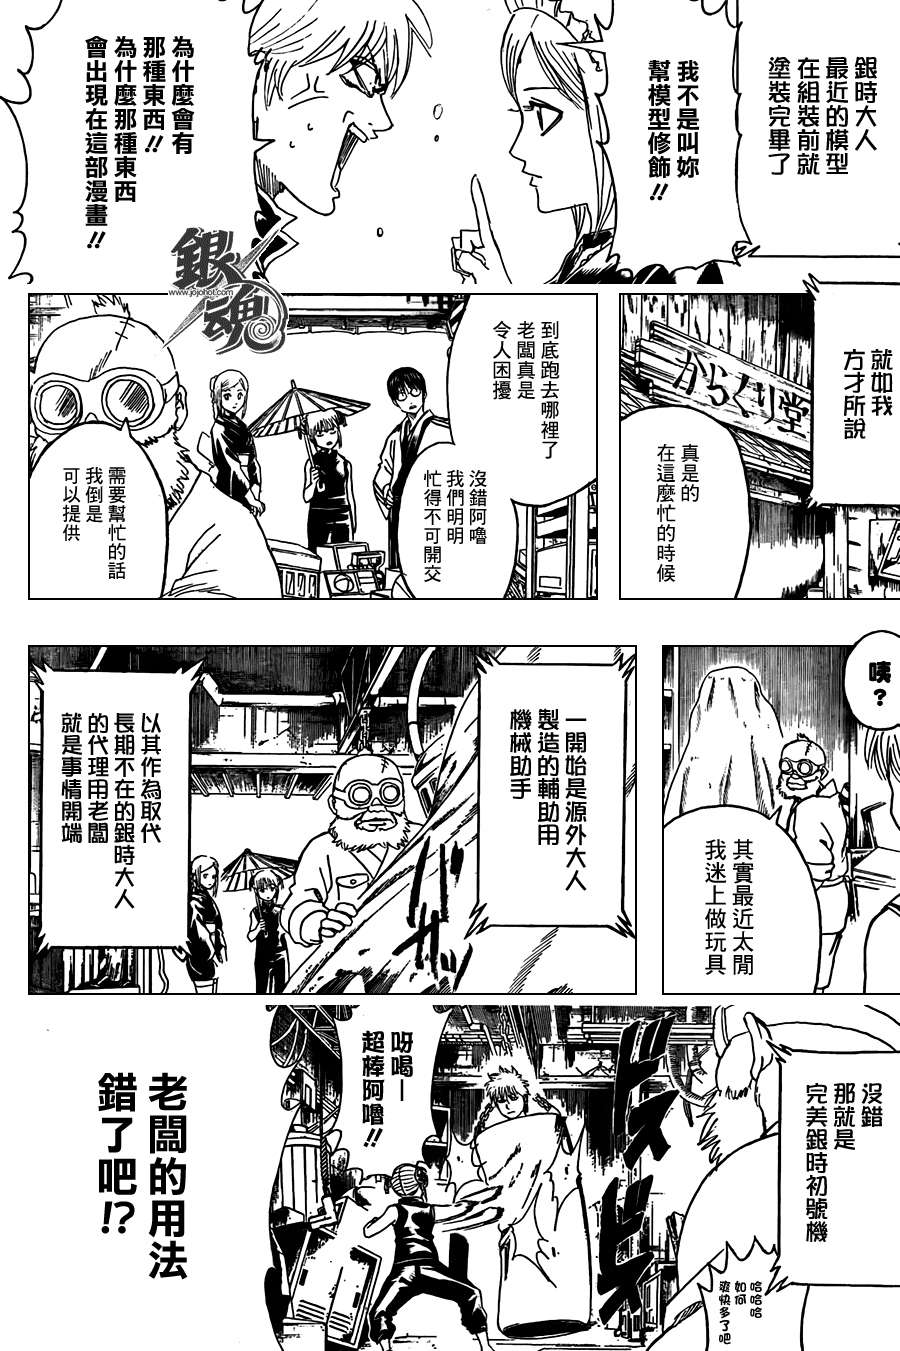 銀時大人
最近的模型
在組裝前就
塗裝完畢了
我不是叫妳
幫模型修飾!!
為什麼會有
那種東西!!
為什麼那種東西
會出現在這部漫畫!!
銀魂
www.jojohot.com
就如我
方才所說
からくり堂
真是的
在這麼忙的時候
到底跑去哪裡了
老闆真是
令人困擾
沒錯阿嚕
我們明明
忙得不可開交
需要幫忙的話
我倒是
可以提供
咦?
其實最近太閒
我迷上做玩具
一開始是源外大人
製造的輔助用
機械助手
以其作為取代
長期不在的銀時大人
的代理用老闆
就是事情開端
ガガガ
沒錯
那就是
完美銀時初號機
哈哈哈
如何
爽快多了吧
ドドド
呀喝—
超棒阿嚕!!
老闆的用法
錯了吧!?